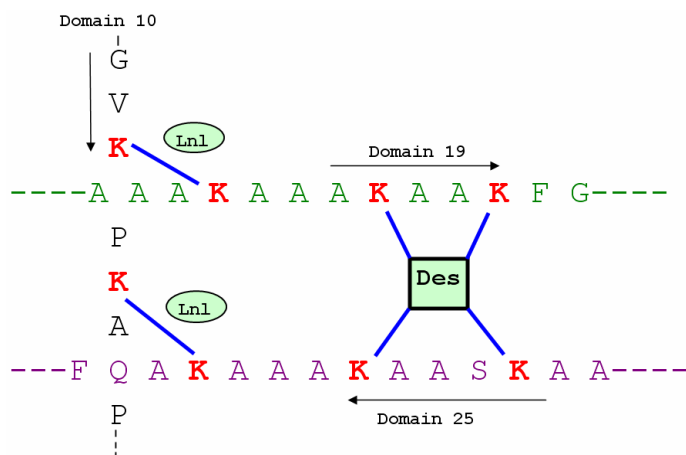 Domain 10
G
V
K
Lnl
Domain 19
----A A A K A A A A K A A K F G----
P
K
Lnl
Des
A
---F Q A K A A A K A A S K A A----
P
Domain 25